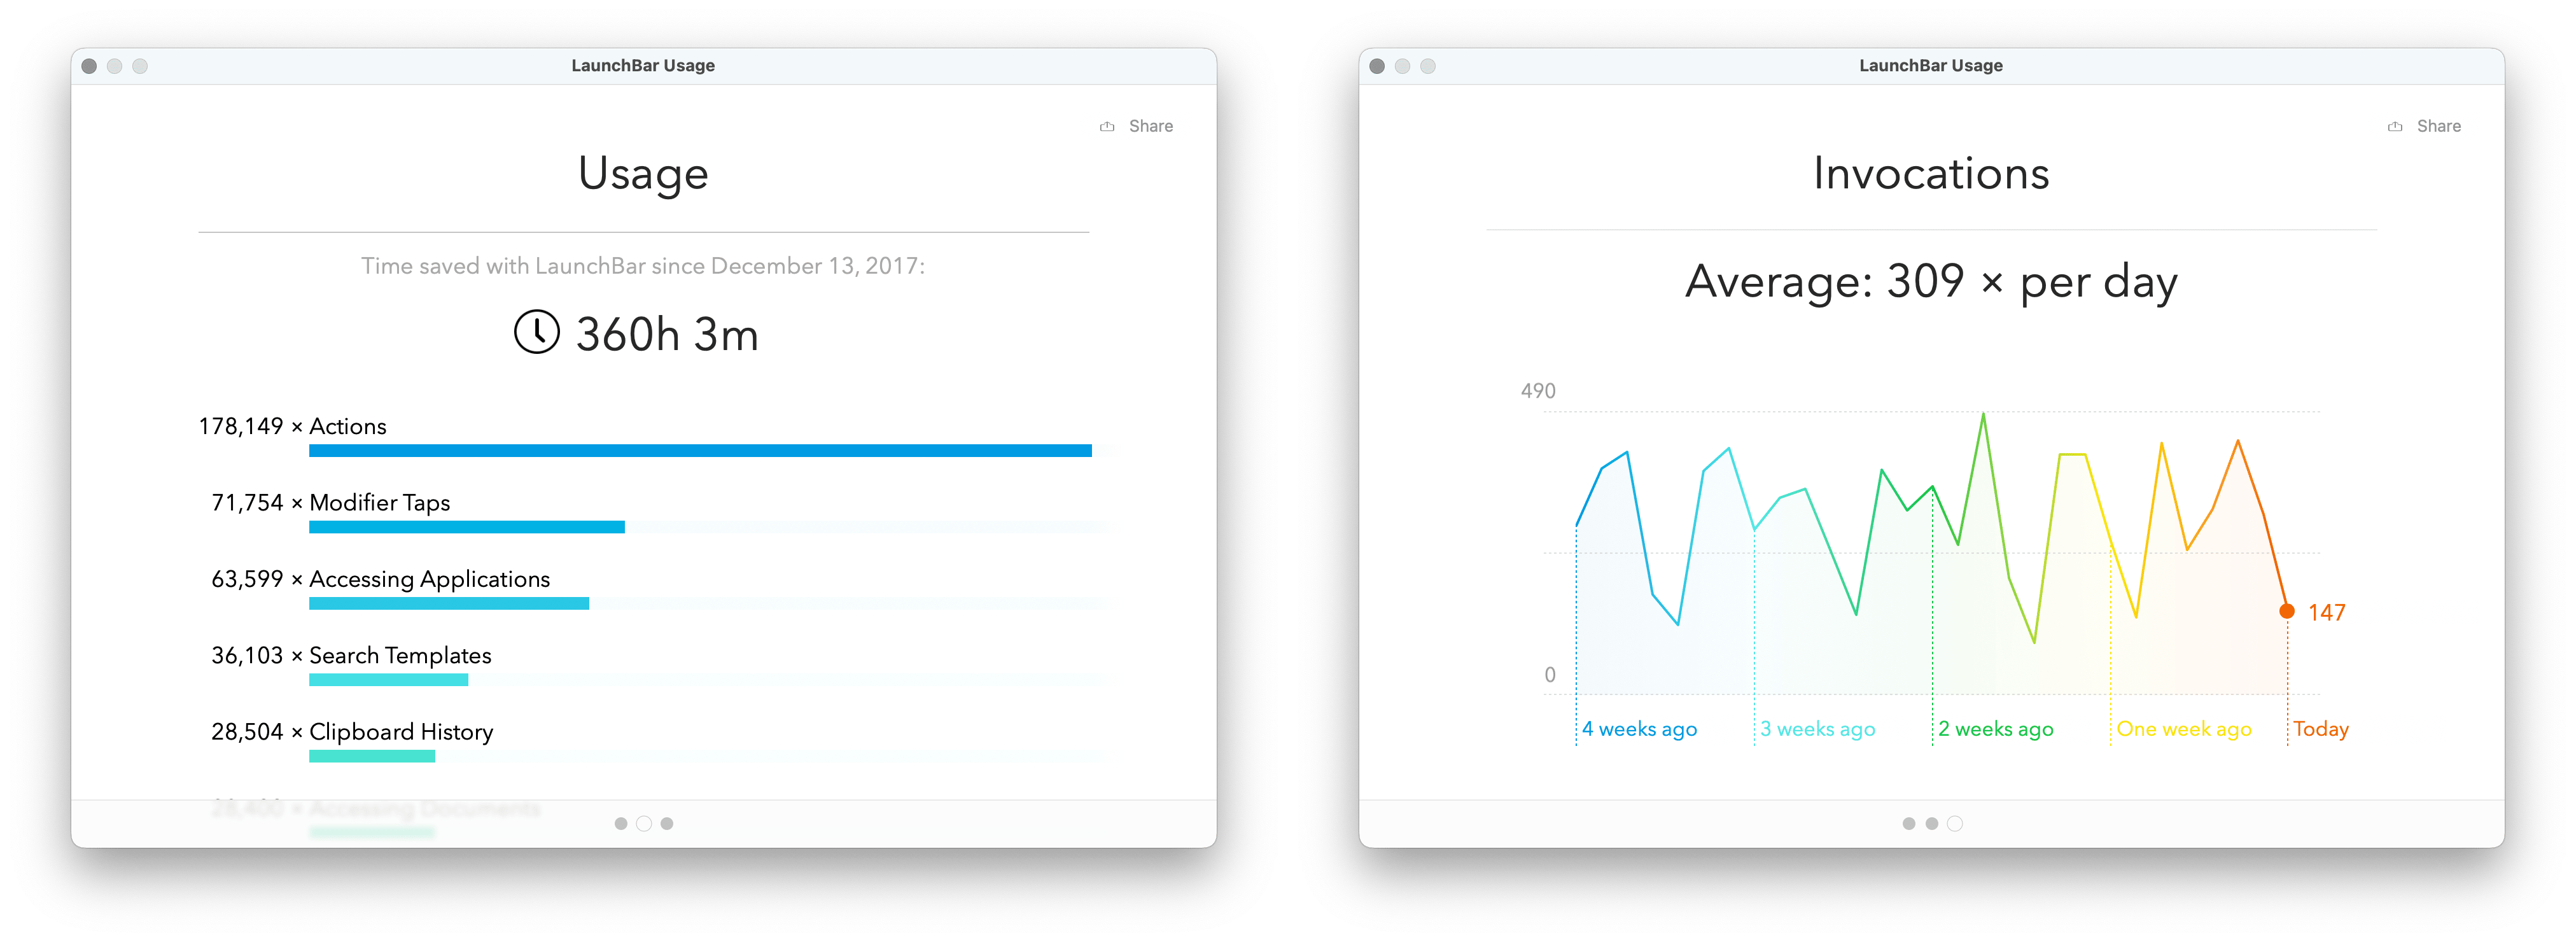 LaunchBar Usage
Share
Usage
Time saved with LaunchBar since December 13, 2017:
360h 3m
178,149 × Actions
71,754 × Modifier Taps
63,599 × Accessing Applications
36,103 × Search Templates
28,504 × Clipboard History
28,400 × Accessing Documents
LaunchBar Usage
Share
Invocations
Average: 309 × per day
490
0
147
4 weeks ago
3 weeks ago
2 weeks ago
One week ago
Today